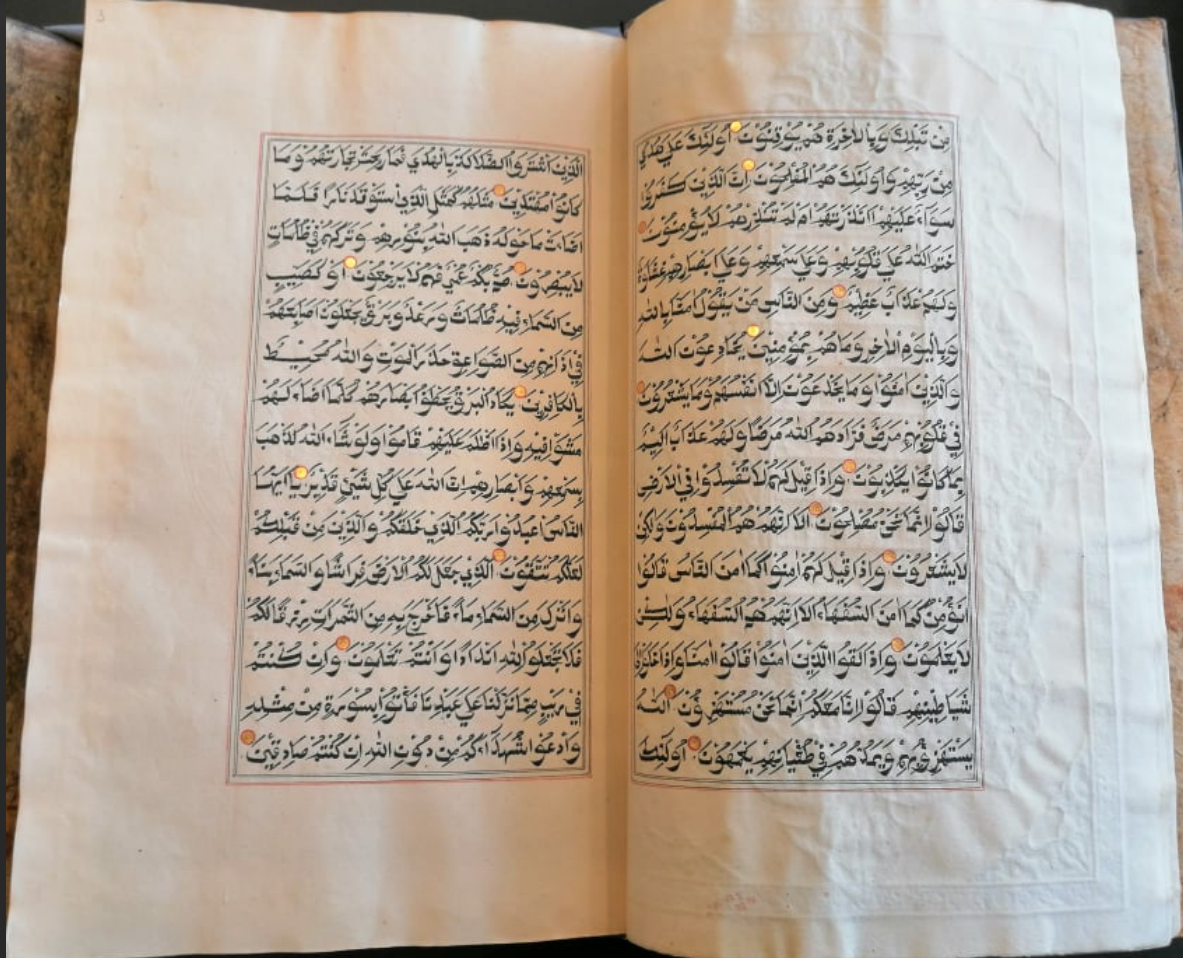 من قبلك وبالاخرة هم يوقنون اولئك على هدى
من ربهم واولئك هم المفلحون ان الذين كفروا
سواء عليهم اانذرتهم ام لم تنذرهم لا يؤمنون
ختم الله على قلوبهم وعلى سمعهم وعلى ابصارهم غشاوة
ولهم عذاب عظيم ومن الناس من يقول امنا بالله
وباليوم الاخر وما هم بمؤمنين يخادعون الله
والذين امنوا وما يخادعون الا انفسهم وما يشعرون
في قلوبهم مرض فزادهم الله مرضا ولهم عذاب اليم
بما كانوا يكذبون واذا قيل لهم لا تفسدوا في الارض
قالوا انما نحن مصلحون الا انهم هم المفسدون ولكن
لا يشعرون واذا قيل لهم امنوا كما امن الناس قالوا
انؤمن كما امن السفهاء الا انهم هم السفهاء ولكن
لا يعلمون واذا لقوا الذين امنوا قالوا امنا واذا خلوا الى
شياطينهم قالوا انا معكم انما نحن مستهزؤن الله
يستهزئ بهم ويمدهم في طغيانهم يعمهون اولئك
3
الذين اشتروا الضلالة بالهدى فما ربحت تجارتهم وما
كانوا مهتدين مثلهم كمثل الذي استوقد نارا فلما
اضاءت ما حوله ذهب الله بنورهم وتركهم في ظلمات
لا يبصرون صم بكم عمي فهم لا يرجعون او كصيب
من السماء فيه ظلمات ورعد وبرق يجعلون اصابعهم
في اذانهم من الصواعق حذر الموت والله محيط
بالكافرين يكاد البرق يخطف ابصارهم كلما اضاء لهم
مشوا فيه واذا اظلم عليهم قاموا ولو شاء الله لذهب
بسمعهم وابصارهم ان الله على كل شيئ قدير يا ايها
الناس اعبدوا ربكم الذي خلقكم والذين من قبلكم
لعلكم تتقون الذي جعل لكم الارض فراشا والسماء بناء
وانزل من السماء ماء فاخرج به من الثمرات رزقا لكم
فلا تجعلوا لله اندادا وانتم تعلمون وان كنتم
في ريب مما نزلنا على عبدنا فأتوا بسورة من مثله
وادعوا شهداءكم من دون الله ان كنتم صادقين